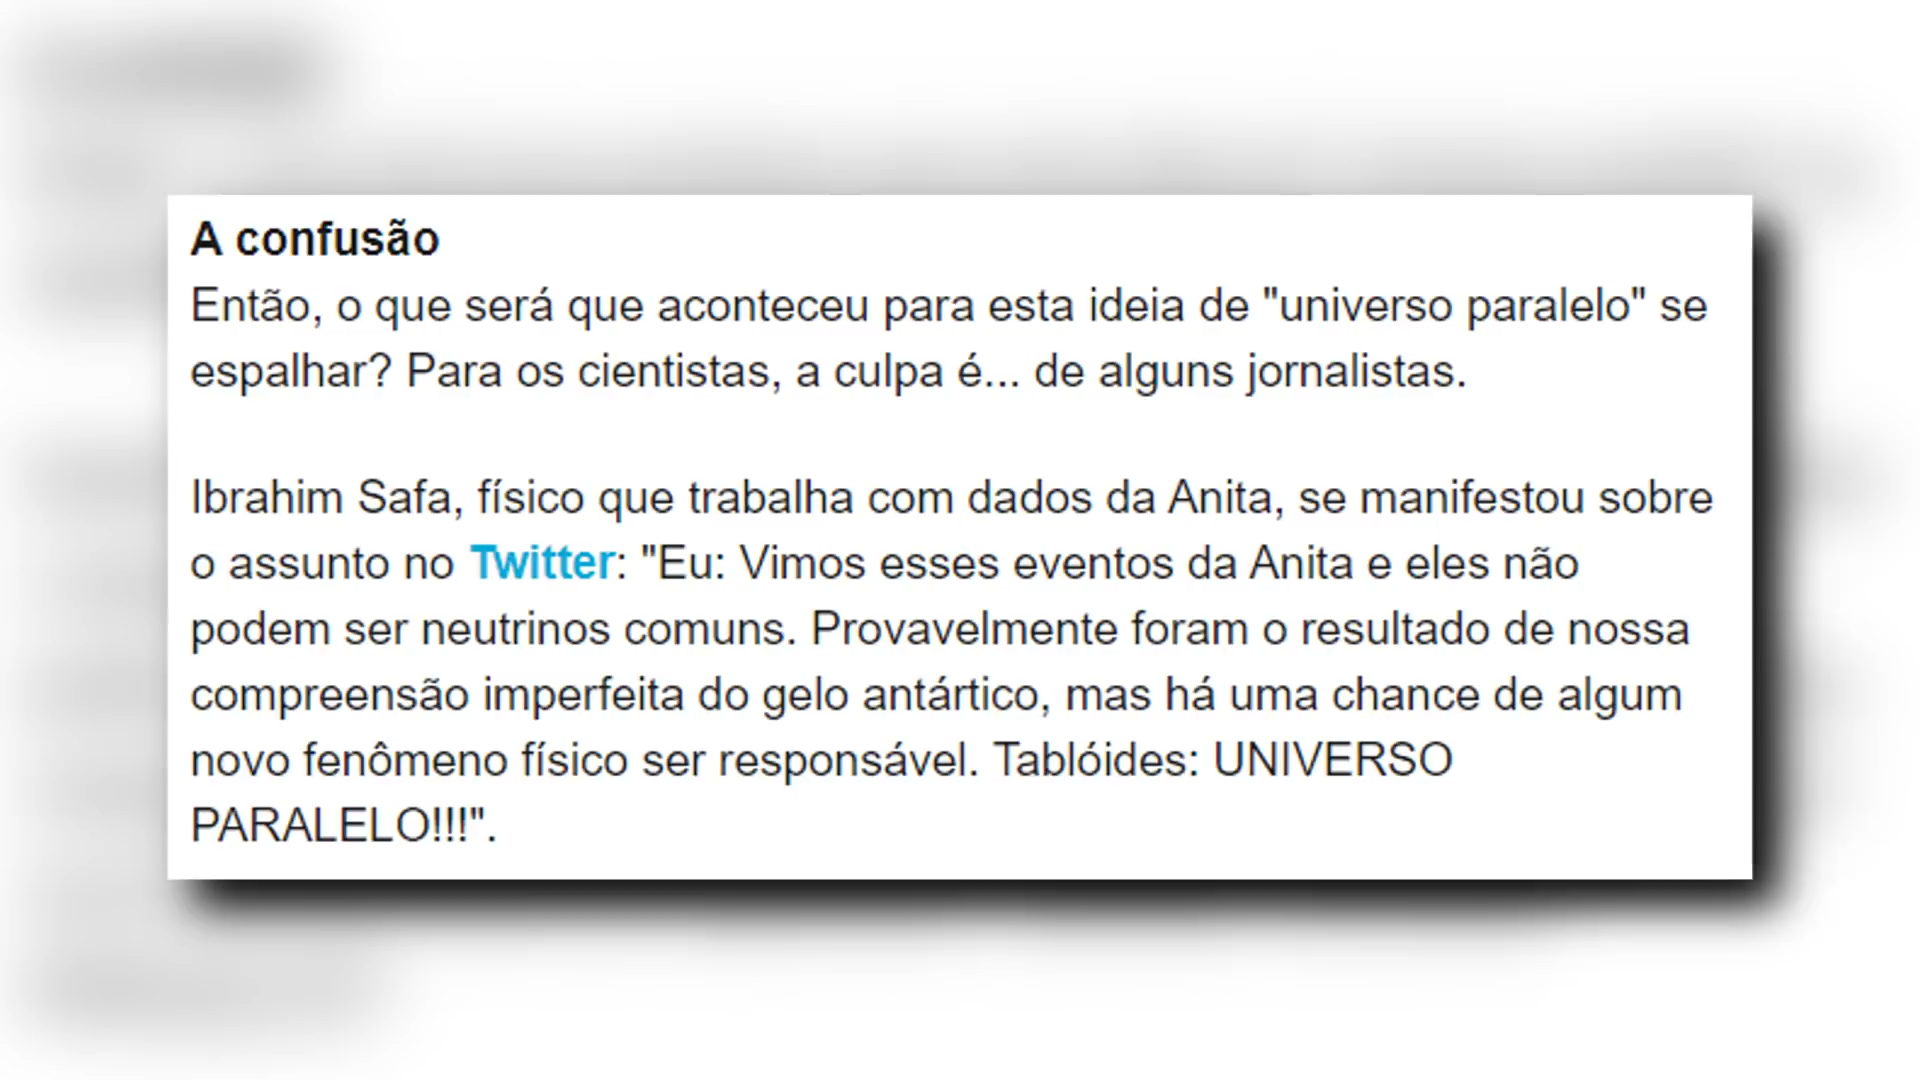 A confusão
Então, o que será que aconteceu para esta ideia de "universo paralelo" se
espalhar? Para os cientistas, a culpa é... de alguns jornalistas.
Ibrahim Safa, físico que trabalha com dados da Anita, se manifestou sobre
o assunto no Twitter: "Eu: Vimos esses eventos da Anita e eles não
podem ser neutrinos comuns. Provavelmente foram o resultado de nossa
compreensão imperfeita do gelo antártico, mas há uma chance de algum
novo fenômeno físico ser responsável. Tablóides: UNIVERSO
PARALELO!!!".